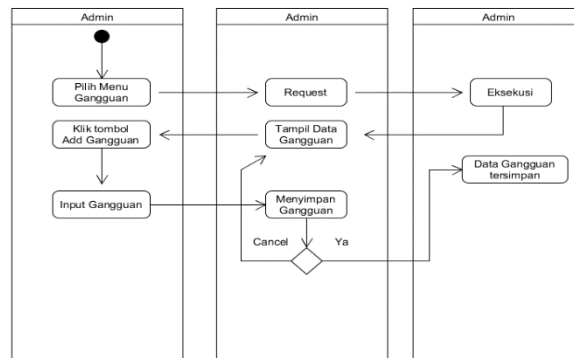 Admin
Admin
Admin
Pilih Menu
Gangguan
Request
Eksekusi
Klik tombol
Add Gangguan
Tampil Data
Gangguan
Data Gangguan
tersimpan
Input Gangguan
Menyimpan
Gangguan
Cancel
Ya